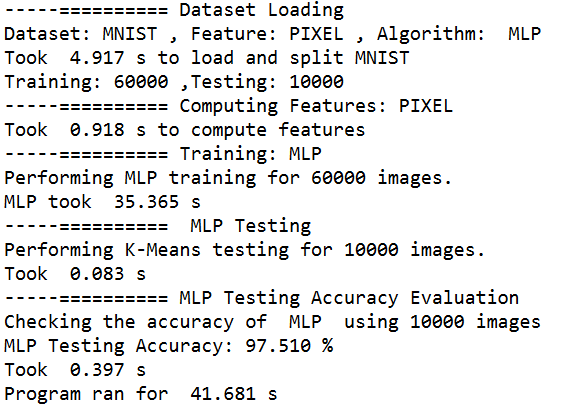 -----========== Dataset Loading
Dataset: MNIST , Feature: PIXEL , Algorithm:  MLP
Took  4.917 s to load and split MNIST
Training: 60000 ,Testing: 10000
-----========== Computing Features: PIXEL
Took  0.918 s to compute features
-----========== Training: MLP
Performing MLP training for 60000 images.
MLP took  35.365 s
-----==========  MLP Testing
Performing K-Means testing for 10000 images.
Took  0.083 s
-----========== MLP Testing Accuracy Evaluation
Checking the accuracy of  MLP  using 10000 images
MLP Testing Accuracy: 97.510 %
Took  0.397 s
Program ran for  41.681 s